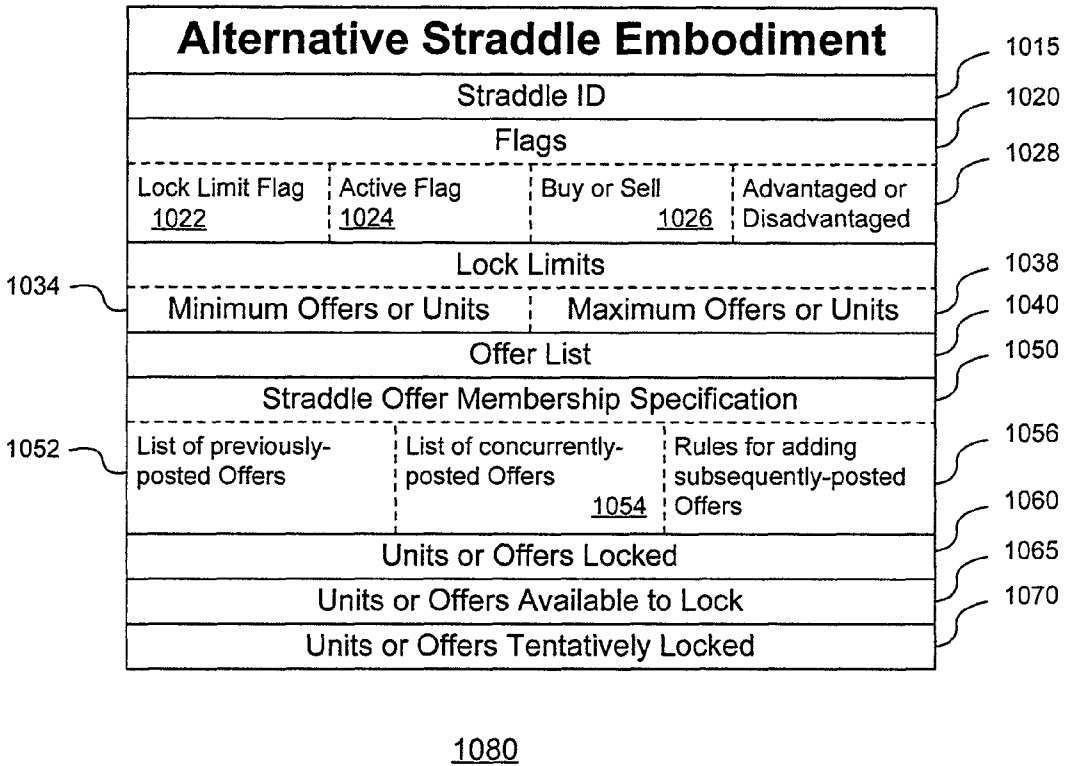 Alternative Straddle Embodiment
1015
Straddle ID
1020
Flags
1028
Lock Limit Flag
1022
Active Flag
1024
Buy or Sell
1026
Advantaged or
Disadvantaged
Lock Limits
1034
1038
Minimum Offers or Units
Maximum Offers or Units
1040
Offer List
1050
Straddle Offer Membership Specification
1052
List of previously-
posted Offers
List of concurrently-
posted Offers
1054
Rules for adding
subsequently-posted
Offers
1056
1060
Units or Offers Locked
1065
Units or Offers Available to Lock
1070
Units or Offers Tentatively Locked
1080